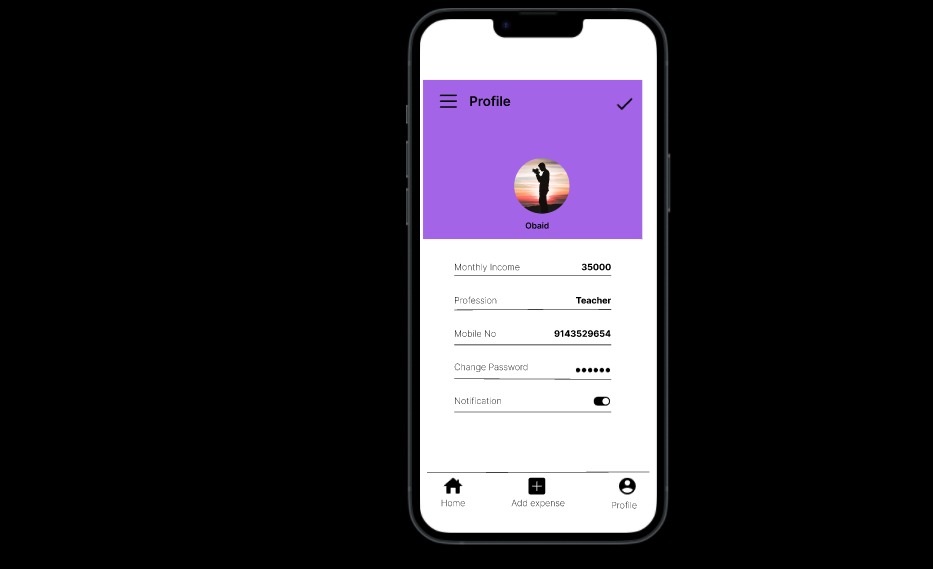 Profile
Obaid
Monthly Income 35000
Profession Teacher
Mobile No 9143529654
Change Password ●●●●●●
Notification
Home Add expense Profile